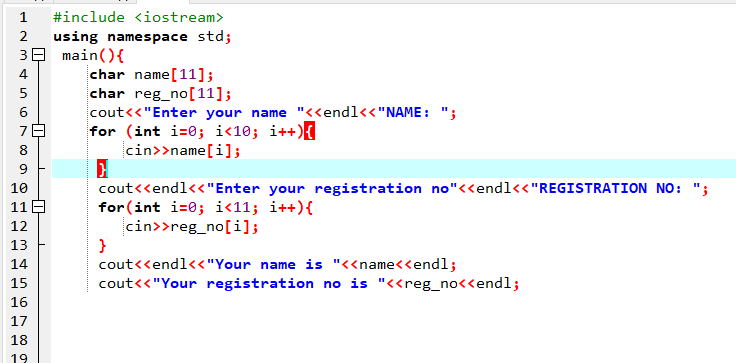 1 #include <iostream>
2 using namespace std;
3 main(){
4 char name[11];
5 char reg_no[11];
6 cout<<"Enter your name "<<endl<<"NAME: ";
7 for (int i=0; i<10; i++){
8 cin>>name[i];
9 }
10 cout<<endl<<"Enter your registration no"<<endl<<"REGISTRATION NO: ";
11 for(int i=0; i<11; i++){
12 cin>>reg_no[i];
13 }
14 cout<<endl<<"Your name is "<<name<<endl;
15 cout<<"Your registration no is "<<reg_no<<endl;
16
17
18
19